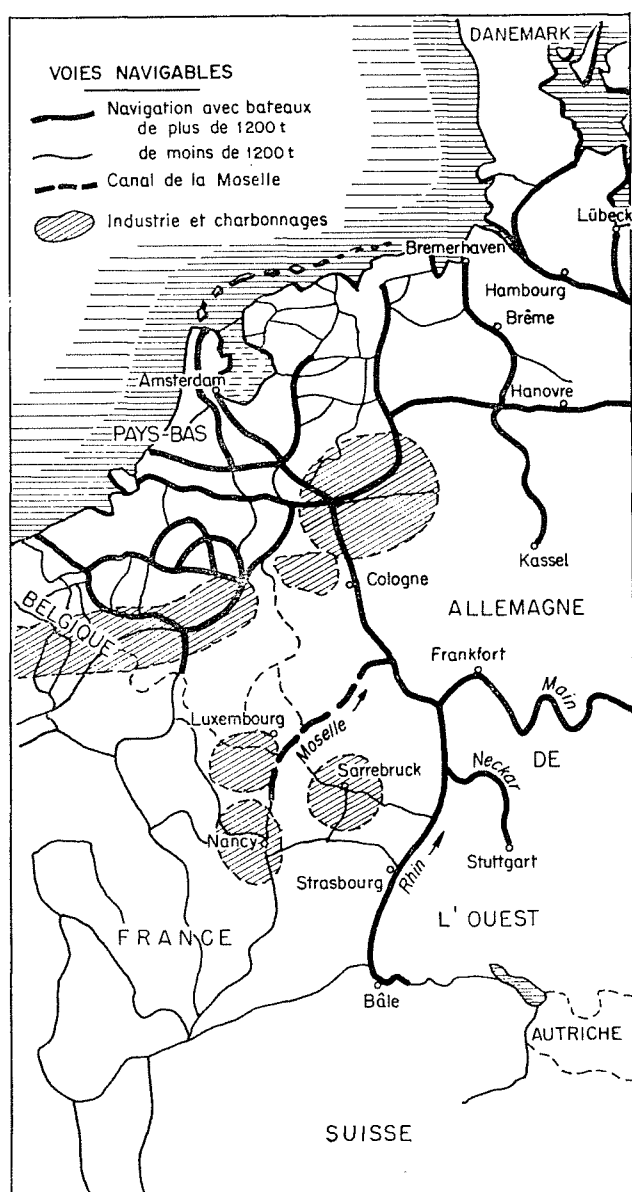 DANEMARK
VOIES NAVIGABLES
Navigation avec bateaux
de plus de 1200 t
de moins de 1200 t
Canal de la Moselle
Industrie et charbonnages
Lübeck
Bremerhaven
Hambourg
Brême
Amsterdam
Hanovre
PAYS-BAS
Kassel
Cologne
BELGIQUE
ALLEMAGNE
Frankfort
Main
Luxembourg
Moselle
DE
Sarrebruck
Neckar
Nancy
Stuttgart
Strasbourg
Rhin
L'OUEST
FRANCE
Bâle
AUTRICHE
SUISSE